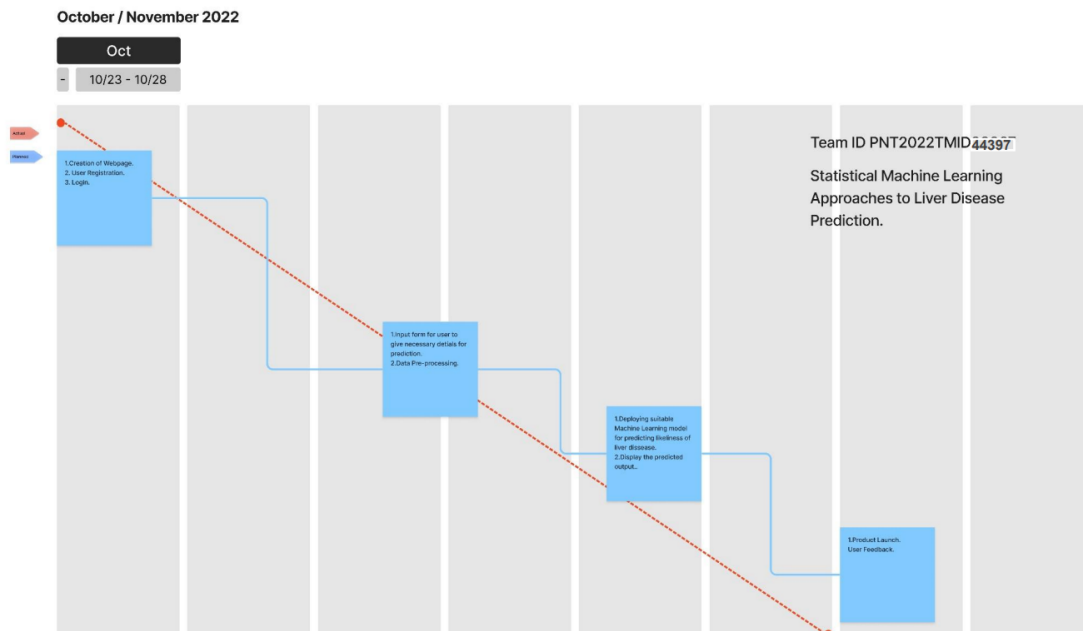 October / November 2022
Oct
- 10/23 - 10/28
Actual
Planned
Team ID PNT2022TMID44397
Statistical Machine Learning
Approaches to Liver Disease
Prediction.
1.Creation of Webpage.
2. User Registration.
3. Login.
1.Input form for user to
give necessary detials for
prediction.
2.Data Pre-processing.
1.Deploying suitable
Machine Learning model
for predicting likeliness of
liver dissease.
2.Display the predicted
output..
1.Product Launch.
User Feedback.